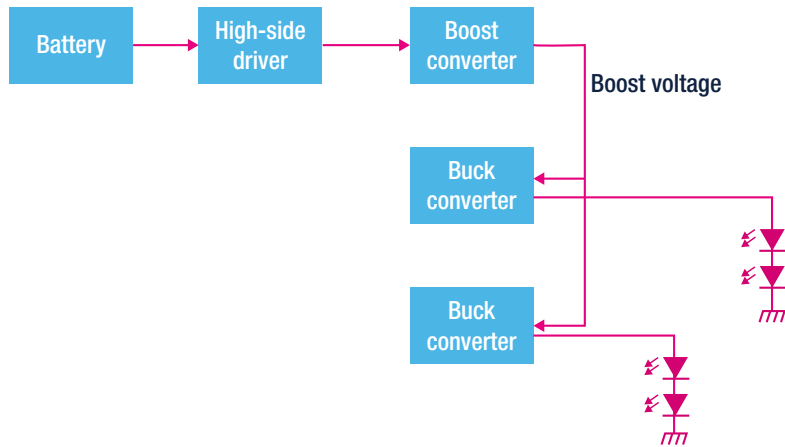 Battery
High-side
driver
Boost
converter
Boost voltage
Buck
converter
Buck
converter